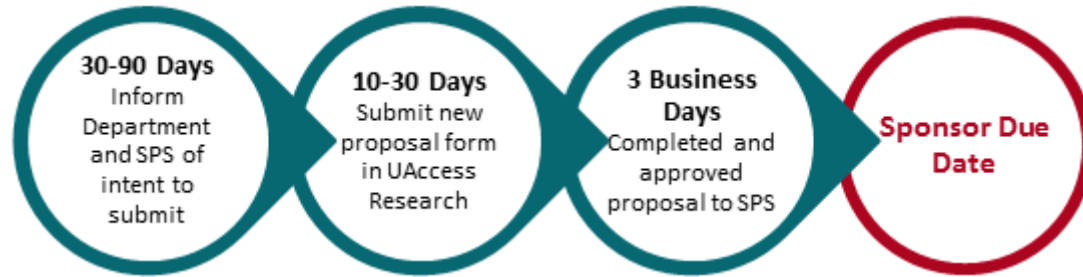 30-90 Days
Inform
Department
and SPS of
intent to
submit
10-30 Days
Submit new
proposal form
in UAccess
Research
3 Business
Days
Completed and
approved
proposal to SPS
Sponsor Due
Date